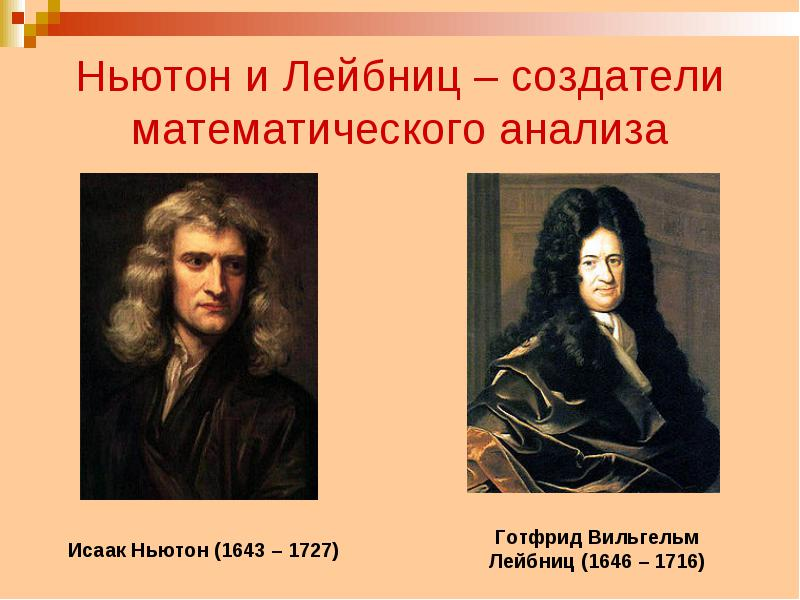 Ньютон и Лейбниц – создатели
математического анализа
Исаак Ньютон (1643 – 1727)
Готфрид Вильгельм
Лейбниц (1646 – 1716)